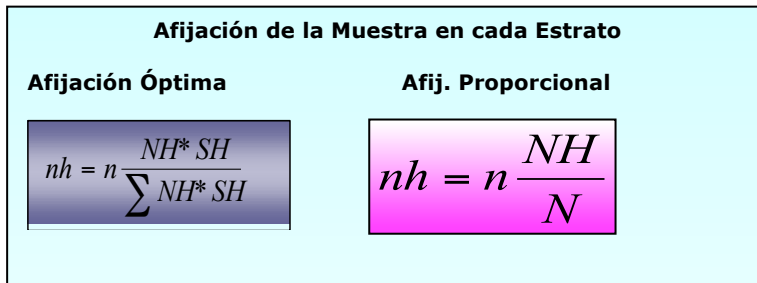 Afijación de la Muestra en cada Estrato
Afijación Óptima
Afij. Proporcional
nh = n NH* SH / ∑ NH* SH
nh = n NH / N